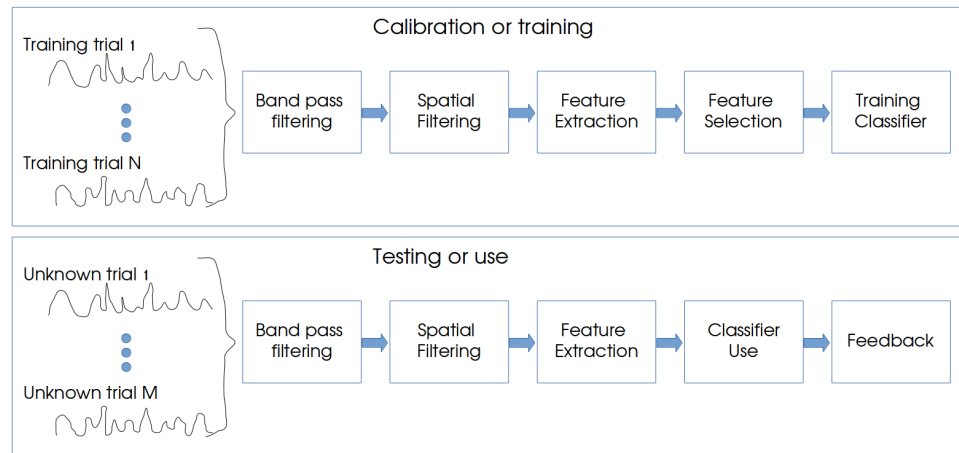 Calibration or training
Training trial 1
Training trial N
Band pass
filtering
Spatial
Filtering
Feature
Extraction
Feature
Selection
Training
Classifier
Testing or use
Unknown trial 1
Unknown trial M
Band pass
filtering
Spatial
Filtering
Feature
Extraction
Classifier
Use
Feedback